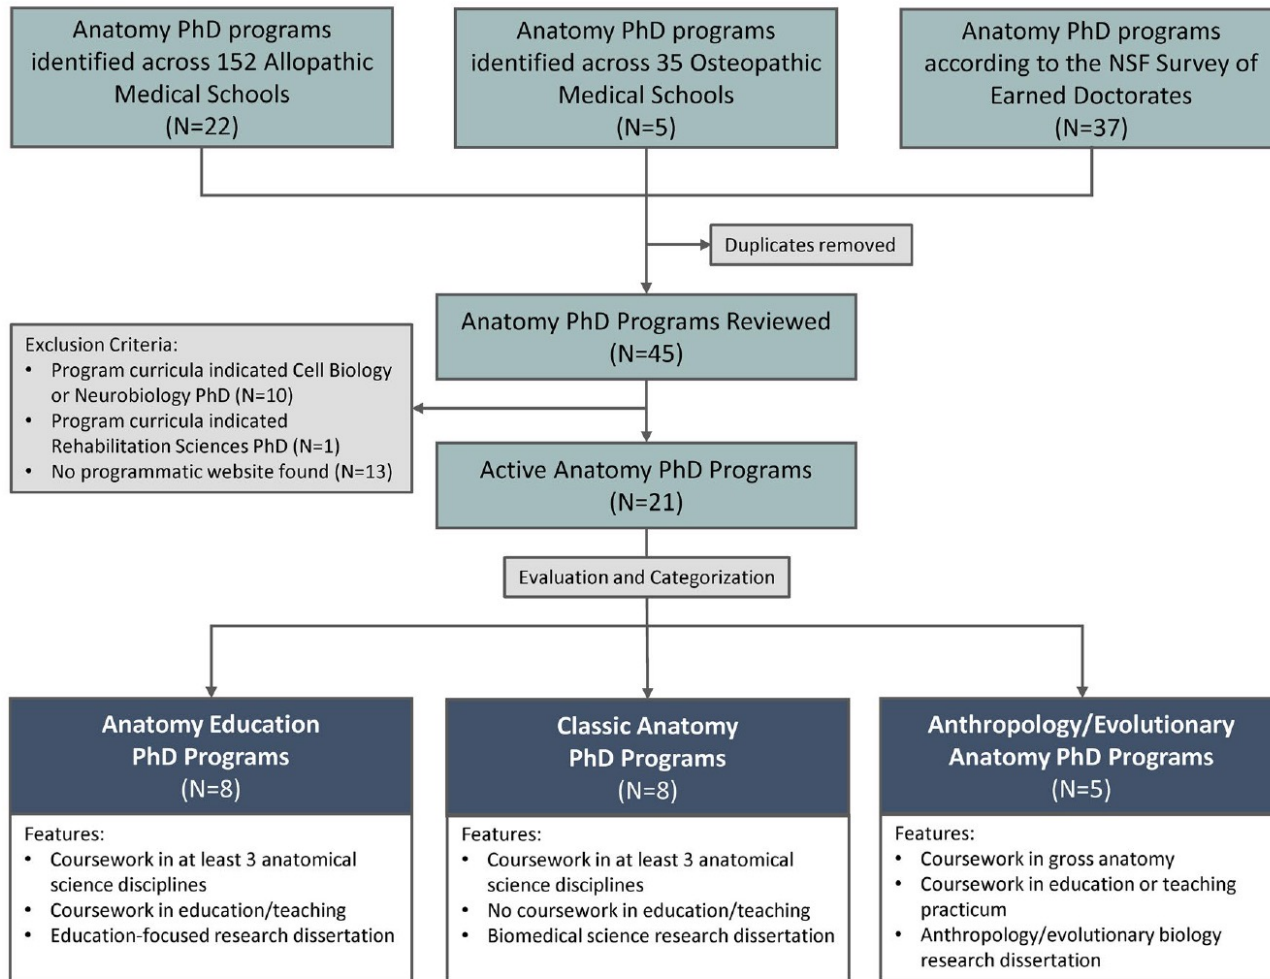 Anatomy PhD programs
identified across 152 Allopathic
Medical Schools
(N=22)
Anatomy PhD programs
identified across 35 Osteopathic
Medical Schools
(N=5)
Anatomy PhD programs
according to the NSF Survey of
Earned Doctorates
(N=37)
Duplicates removed
Anatomy PhD Programs Reviewed
(N=45)
Exclusion Criteria:
• Program curricula indicated Cell Biology
or Neurobiology PhD (N=10)
• Program curricula indicated
Rehabilitation Sciences PhD (N=1)
• No programmatic website found (N=13)
Active Anatomy PhD Programs
(N=21)
Evaluation and Categorization
Anatomy Education
PhD Programs
(N=8)
Features:
• Coursework in at least 3 anatomical
science disciplines
• Coursework in education/teaching
• Education-focused research dissertation
Classic Anatomy
PhD Programs
(N=8)
Features:
• Coursework in at least 3 anatomical
science disciplines
• No coursework in education/teaching
• Biomedical science research dissertation
Anthropology/Evolutionary
Anatomy PhD Programs
(N=5)
Features:
• Coursework in gross anatomy
• Coursework in education or teaching
practicum
• Anthropology/evolutionary biology
research dissertation